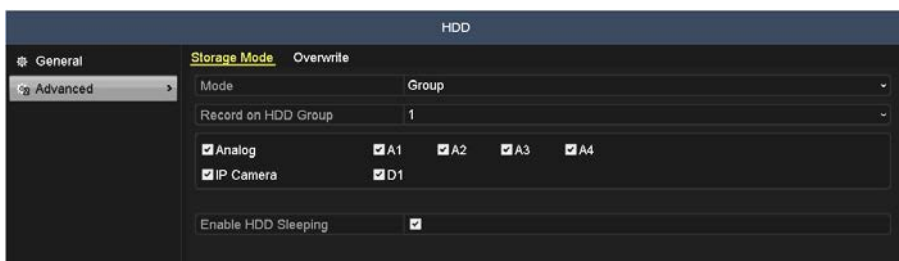 HDD
General
Storage Mode Overwrite
Advanced
Mode Group
Record on HDD Group 1
Analog A1 A2 A3 A4
IP Camera D1
Enable HDD Sleeping